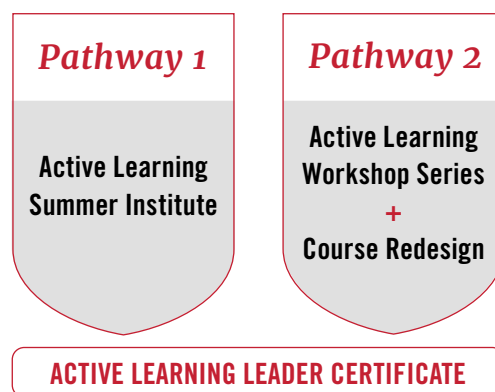 Pathway 1
Active Learning
Summer Institute
Pathway 2
Active Learning
Workshop Series
+
Course Redesign
ACTIVE LEARNING LEADER CERTIFICATE